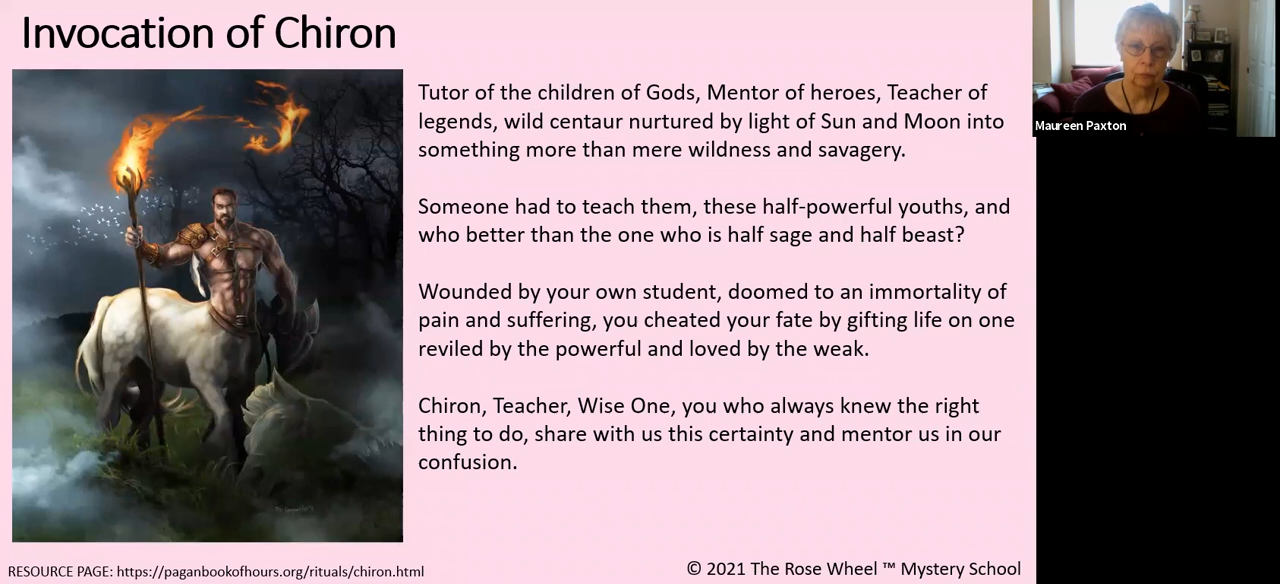 Invocation of Chiron
Tutor of the children of Gods, Mentor of heroes, Teacher of
legends, wild centaur nurtured by light of Sun and Moon into
something more than mere wildness and savagery.
Someone had to teach them, these half-powerful youths, and
who better than the one who is half sage and half beast?
Wounded by your own student, doomed to an immortality of
pain and suffering, you cheated your fate by gifting life on one
reviled by the powerful and loved by the weak.
Chiron, Teacher, Wise One, you who always knew the right
thing to do, share with us this certainty and mentor us in our
confusion.
RESOURCE PAGE: https://paganbookofhours.org/rituals/chiron.html
© 2021 The Rose Wheel ™ Mystery School
Maureen Paxton